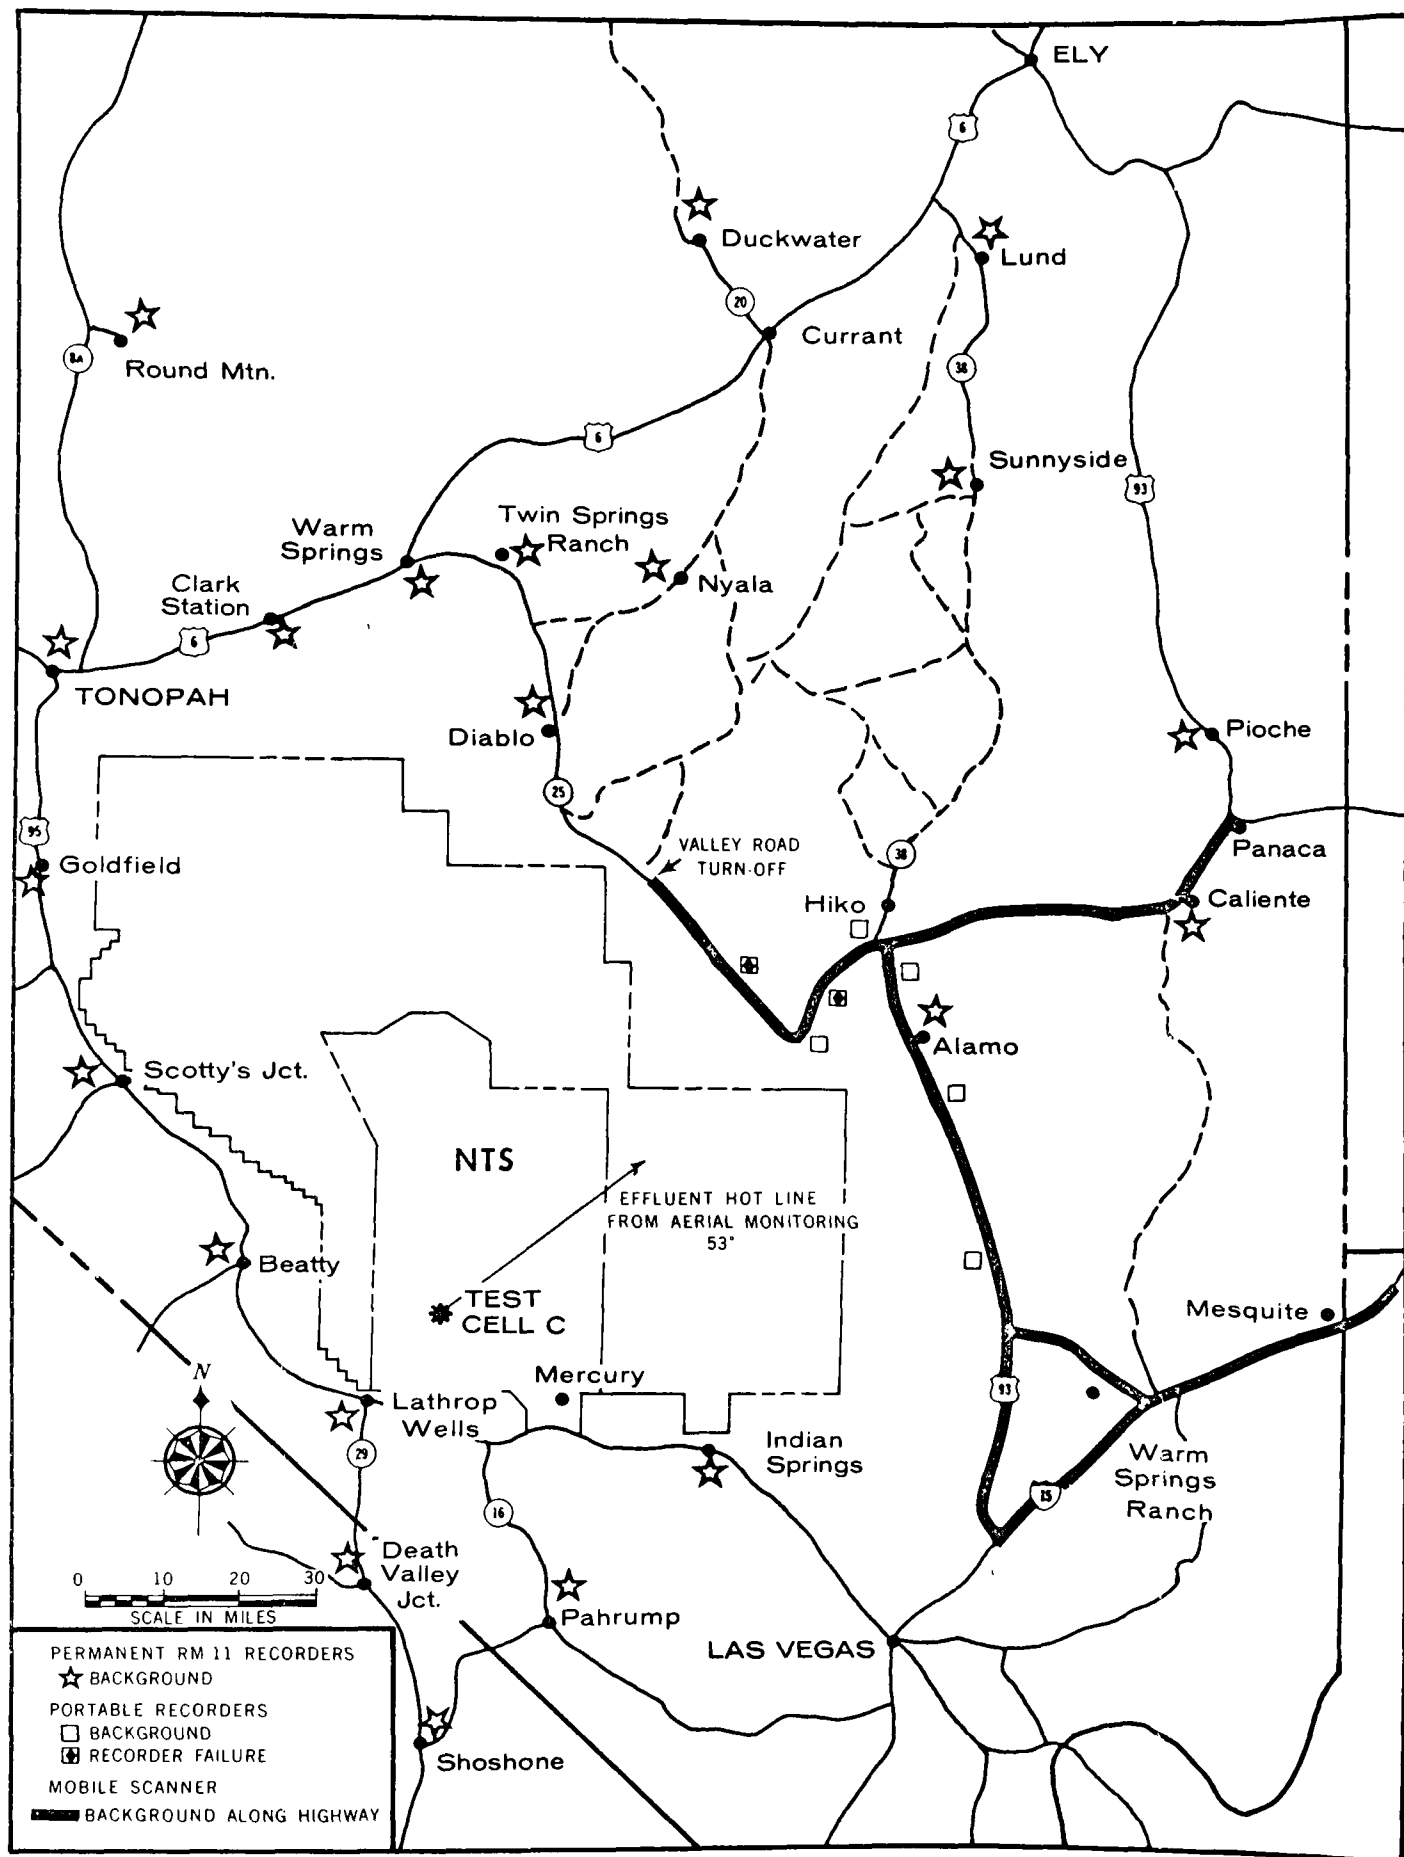 ELY
6
Duckwater
Lund
20
Currant
Round Mtn.
8A
38
6
Sunnyside
93
Twin Springs
Ranch
Warm
Springs
Nyala
Clark
Station
6
TONOPAH
Diablo
Pioche
25
95
VALLEY ROAD
TURN-OFF
38
Panaca
Goldfield
Hiko
Caliente
Alamo
Scotty's Jct.
NTS
EFFLUENT HOT LINE
FROM AERIAL MONITORING
53°
Beatty
TEST
CELL C
Mesquite
N
Mercury
93
Lathrop
Wells
29
Indian
Springs
Warm
Springs
Ranch
15
16
Death
Valley
Jct.
0 10 20 30
SCALE IN MILES
Pahrump
LAS VEGAS
Shoshone
PERMANENT RM 11 RECORDERS
BACKGROUND
PORTABLE RECORDERS
BACKGROUND
RECORDER FAILURE
MOBILE SCANNER
BACKGROUND ALONG HIGHWAY